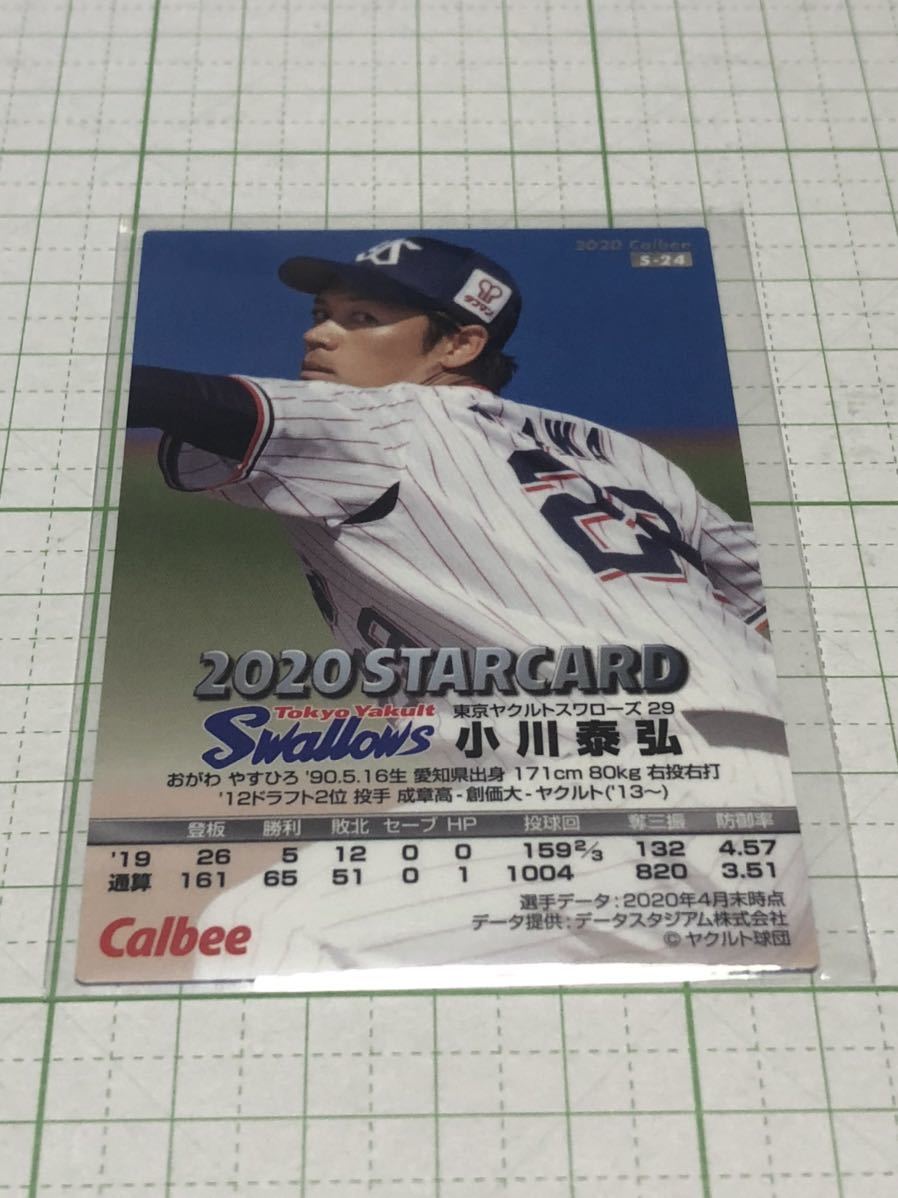 2020 Calbee
S-24
タフマン
AWA
29
2020 STARCARD
Tokyo Yakult
Swallows
東京ヤクルトスワローズ 29
小川泰弘
おがわ やすひろ '90.5.16生 愛知県出身 171cm 80kg 右投右打
'12ドラフト2位 投手 成章高-創価大-ヤクルト('13〜)
登板 勝利 敗北 セーブ HP 投球回 奪三振 防御率
'19 26 5 12 0 0 159 2/3 132 4.57
通算 161 65 51 0 1 1004 820 3.51
選手データ:2020年4月末時点
データ提供:データスタジアム株式会社
© ヤクルト球団
Calbee